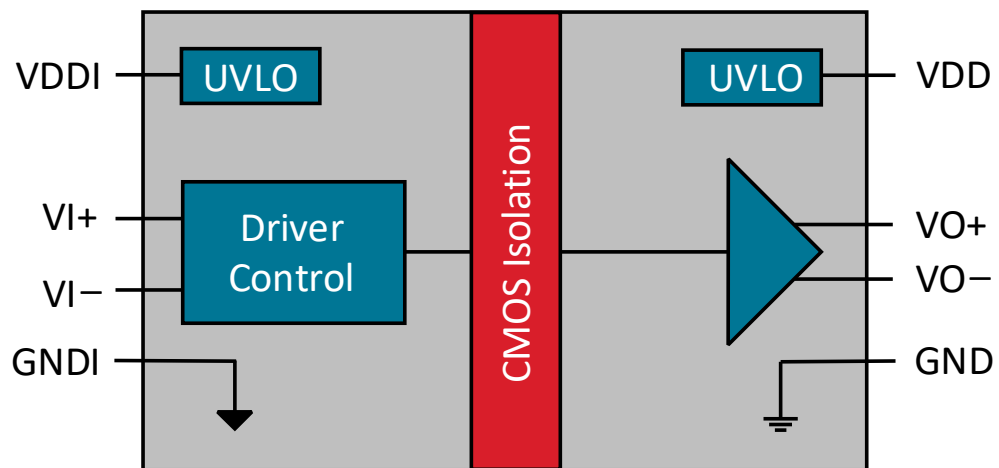 VDDI
UVLO
UVLO
VDD
VI+
VI−
Driver
Control
CMOS Isolation
VO+
VO−
GNDI
GND